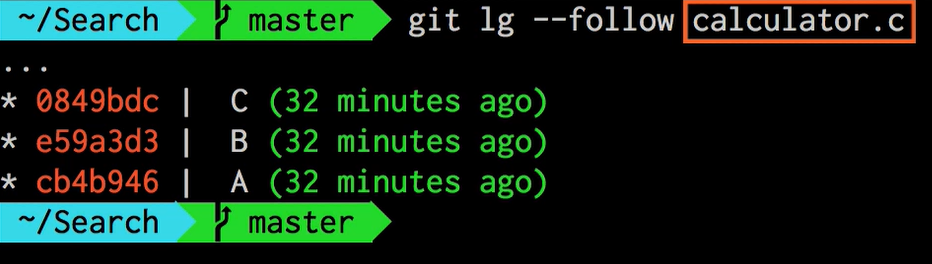 ~/Search master git lg --follow calculator.c
...
* 0849bdc | C (32 minutes ago)
* e59a3d3 | B (32 minutes ago)
* cb4b946 | A (32 minutes ago)
~/Search master